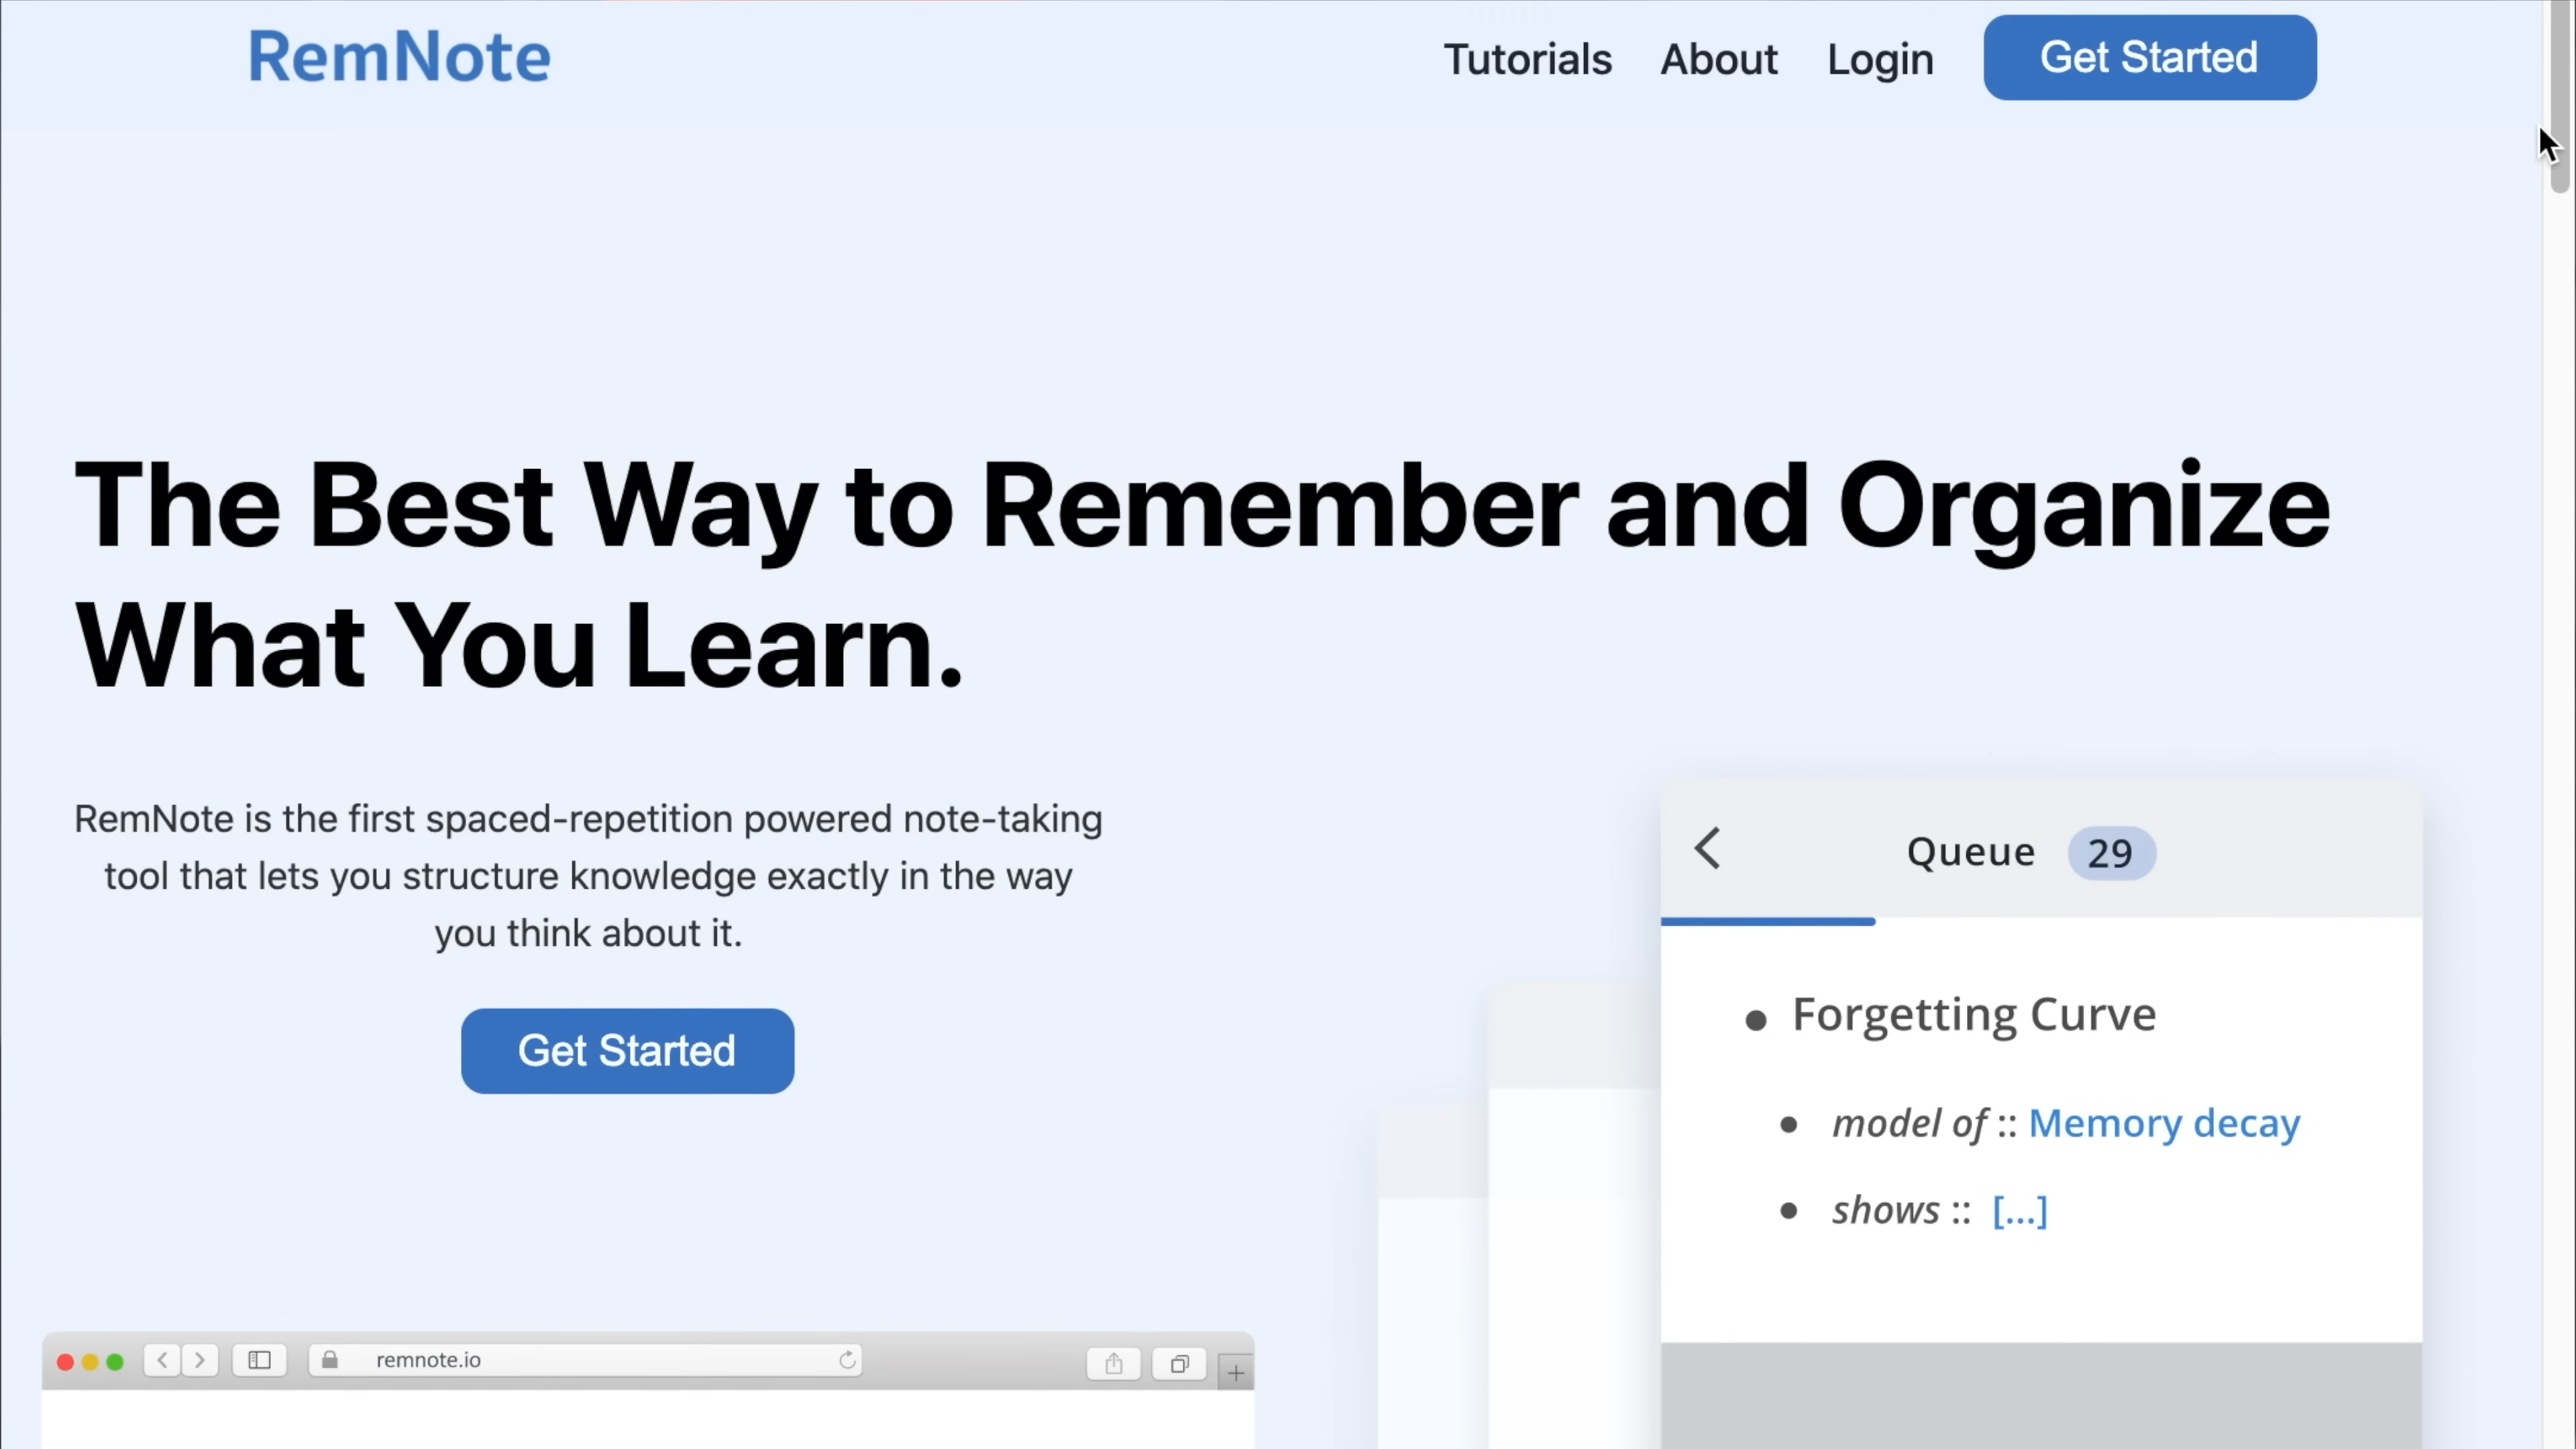 RemNote
Tutorials
About
Login
Get Started
The Best Way to Remember and Organize
What You Learn.
RemNote is the first spaced-repetition powered note-taking
tool that lets you structure knowledge exactly in the way
you think about it.
Get Started
Queue 29
Forgetting Curve
model of :: Memory decay
shows :: [...]
remnote.io